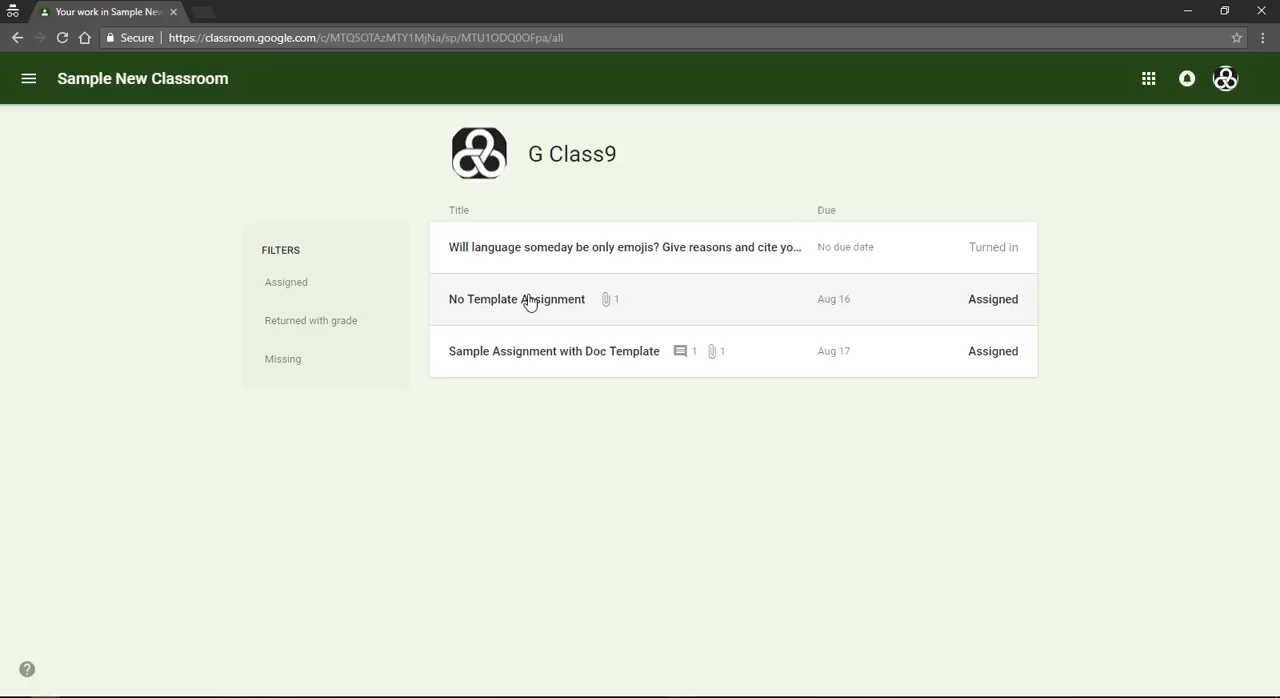 Your work in Sample New
Secure
https://classroom.google.com/c/MTQ5OTAzMTY1MjNa/sp/MTU1ODQ0OFpa/all
Sample New Classroom
G Class9
Title Due
FILTERS
Assigned
Returned with grade
Missing
Will language someday be only emojis? Give reasons and cite yo... No due date Turned in
No Template Assignment 1 Aug 16 Assigned
Sample Assignment with Doc Template 1 1 Aug 17 Assigned
?